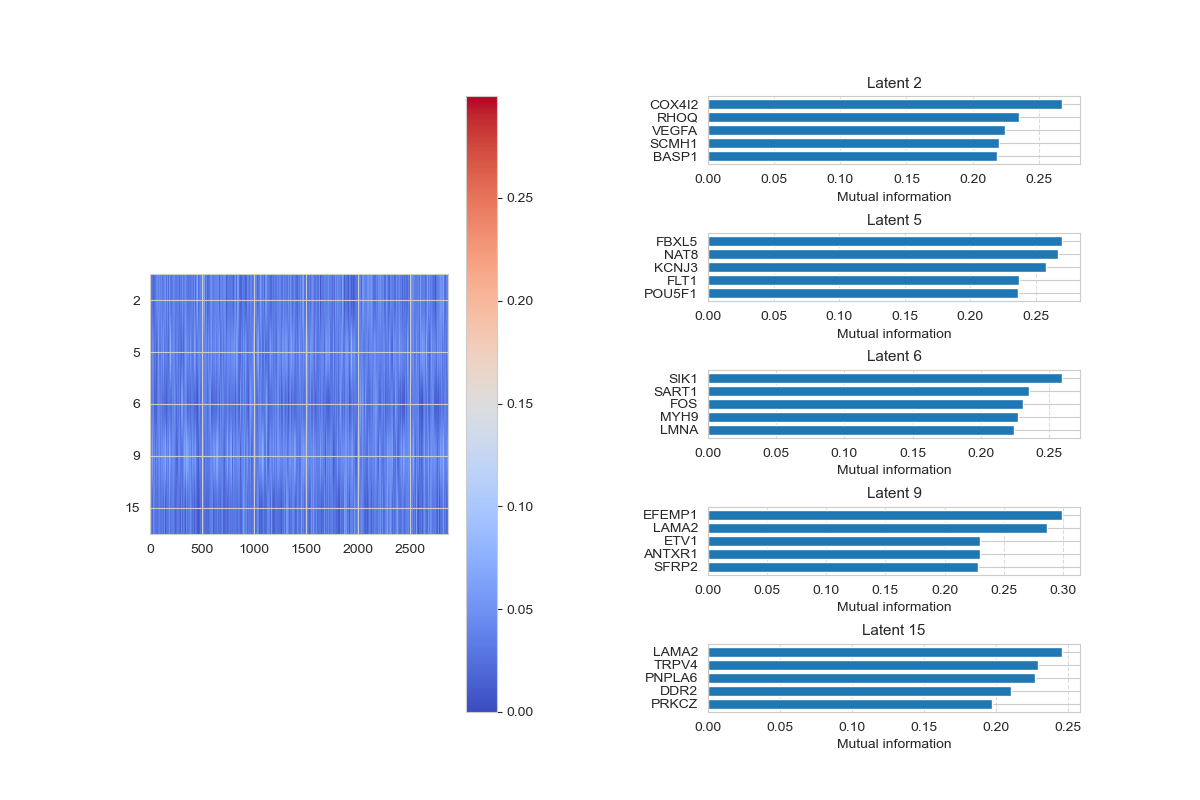 2
5
6
9
15
0 500 1000 1500 2000 2500
0.25
0.20
0.15
0.10
0.05
0.00
Latent 2
COX4I2
RHOQ
VEGFA
SCMH1
BASP1
0.00 0.05 0.10 0.15 0.20 0.25
Mutual information
Latent 5
FBXL5
NAT8
KCNJ3
FLT1
POU5F1
0.00 0.05 0.10 0.15 0.20 0.25
Mutual information
Latent 6
SIK1
SART1
FOS
MYH9
LMNA
0.00 0.05 0.10 0.15 0.20 0.25
Mutual information
Latent 9
EFEMP1
LAMA2
ETV1
ANTXR1
SFRP2
0.00 0.05 0.10 0.15 0.20 0.25 0.30
Mutual information
Latent 15
LAMA2
TRPV4
PNPLA6
DDR2
PRKCZ
0.00 0.05 0.10 0.15 0.20 0.25
Mutual information